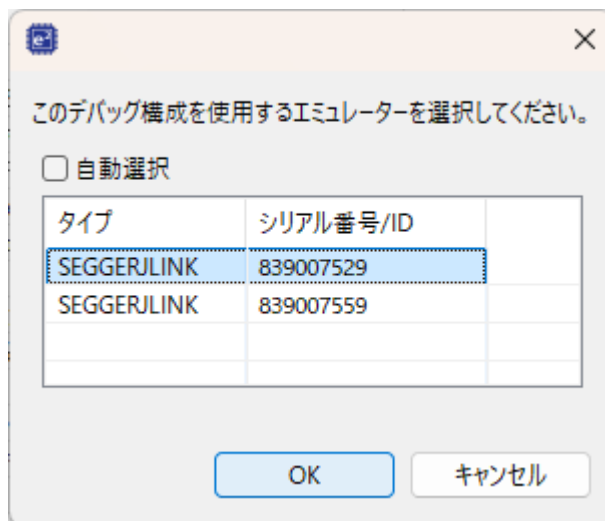 e²
このデバッグ構成を使用するエミュレーターを選択してください。
自動選択
タイプ シリアル番号/ID
SEGGERJLINK 839007529
SEGGERJLINK 839007559
OK キャンセル